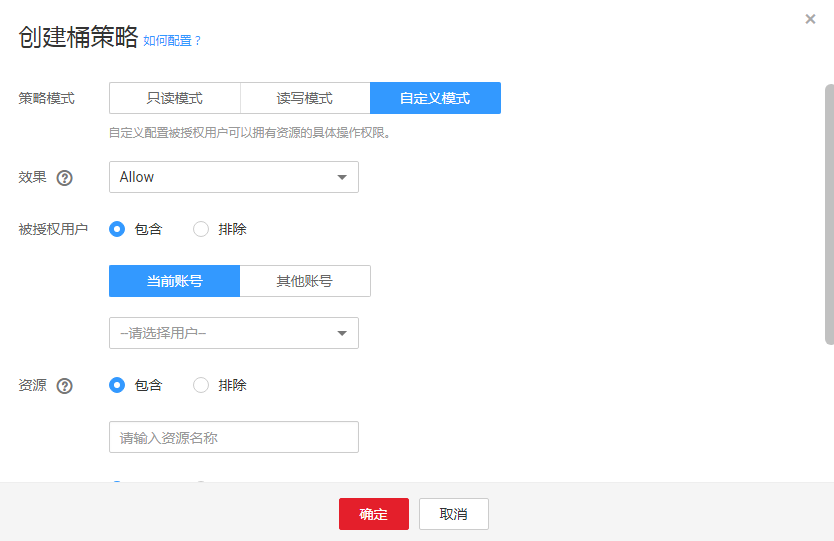 创建桶策略 如何配置？
策略模式 只读模式 读写模式 自定义模式
自定义配置被授权用户可以拥有资源的具体操作权限。
效果 ? Allow
被授权用户 包含 排除
当前账号 其他账号
--请选择用户--
资源 ? 包含 排除
请输入资源名称
确定 取消